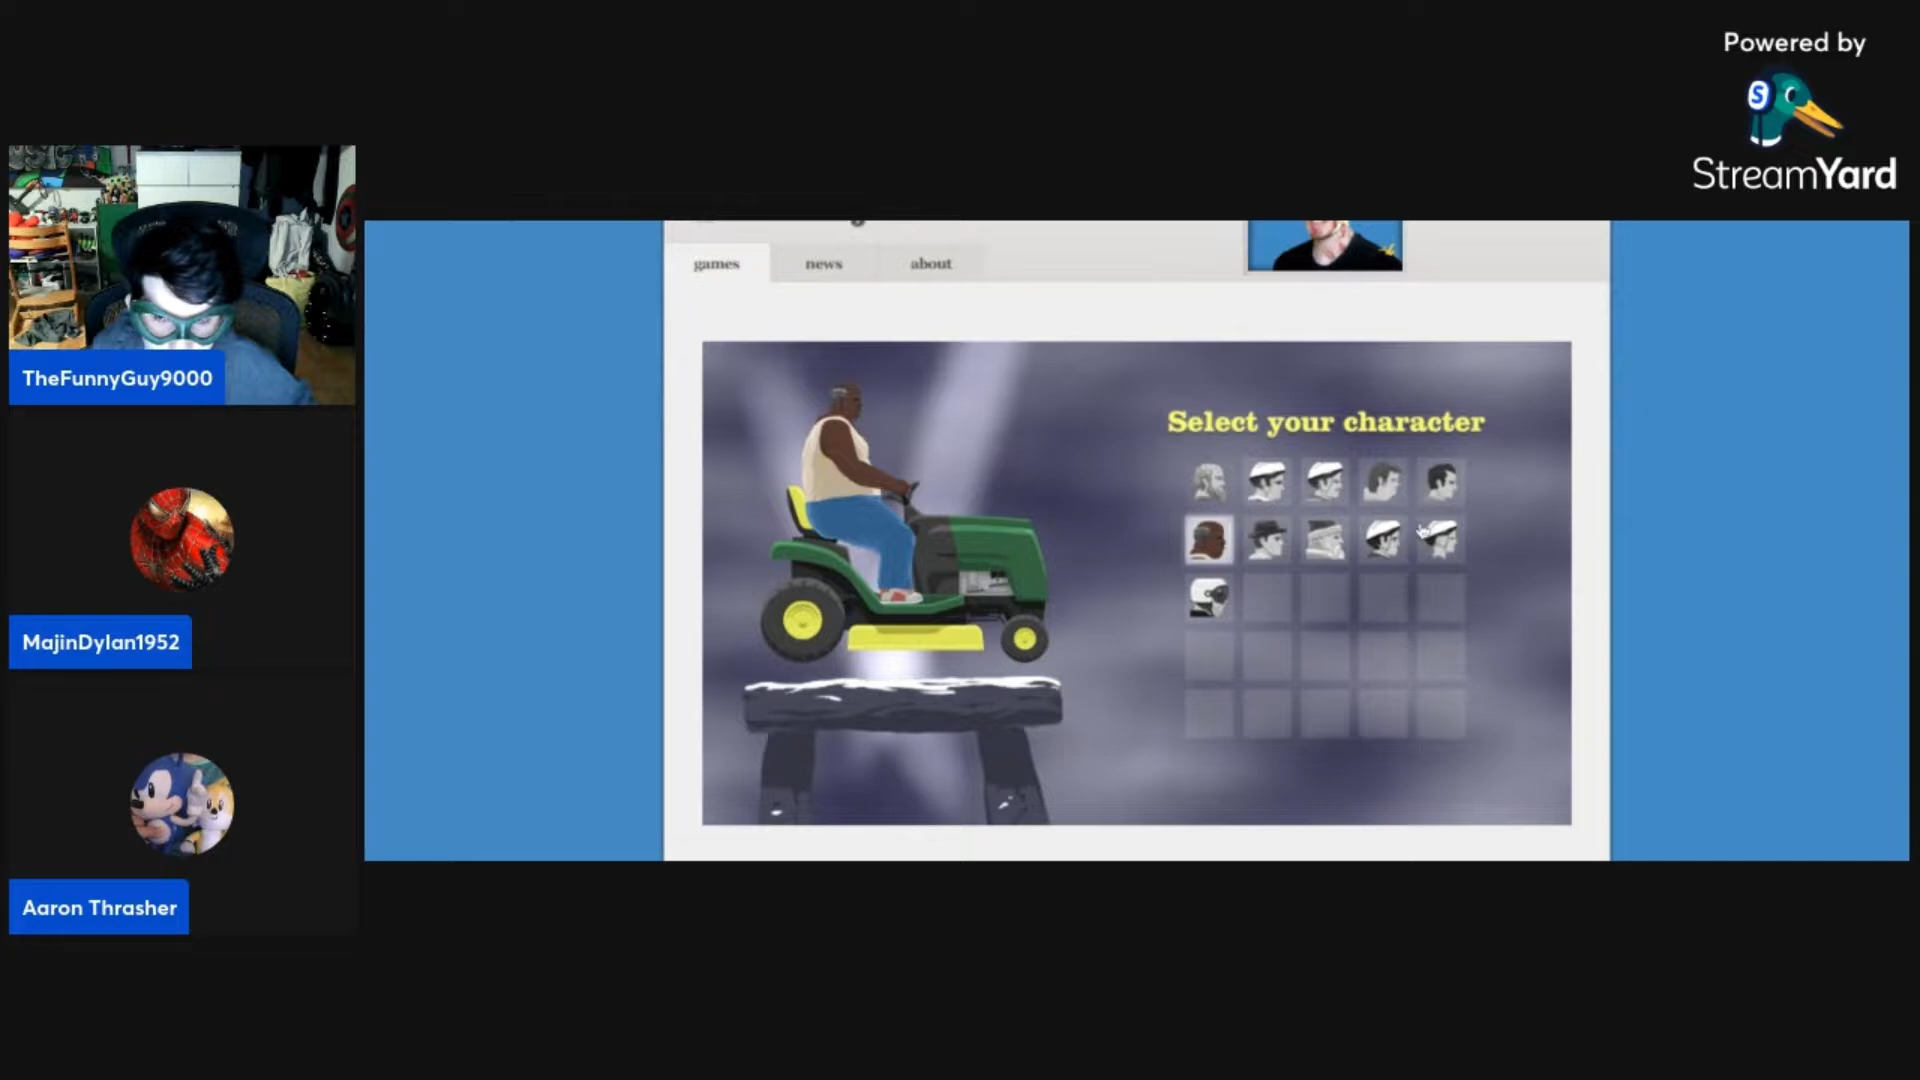 Powered by
S
StreamYard
games
news
about
Select your character
TheFunnyGuy9000
MajinDylan1952
Aaron Thrasher